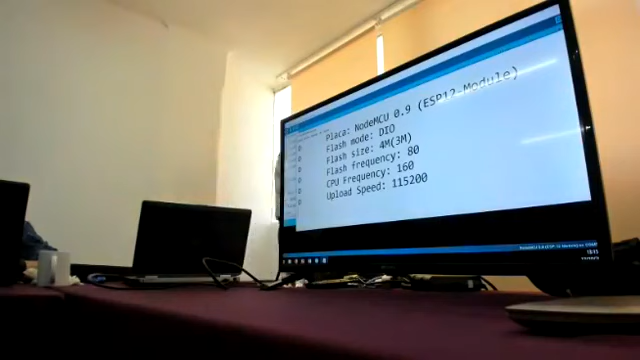 Placa: NodeMCU 0.9 (ESP12-Module)
Flash mode: DIO
Flash size: 4M(3M)
Flash frequency: 80
CPU Frequency: 160
Upload Speed: 115200